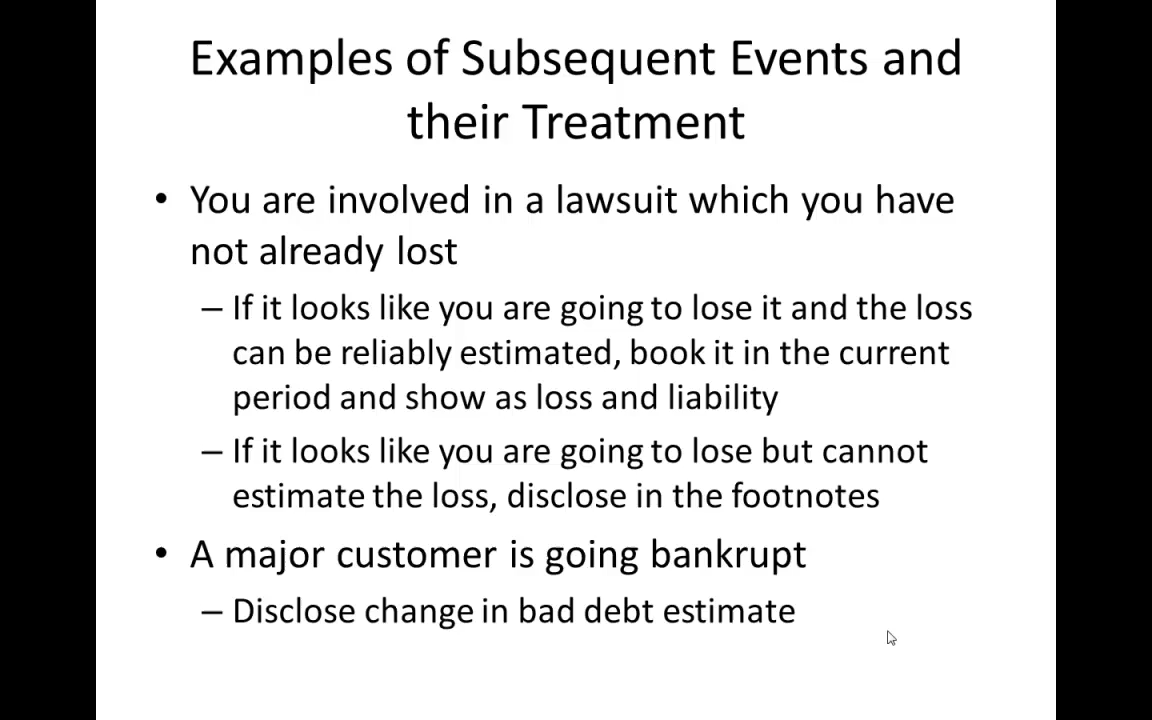 Examples of Subsequent Events and
their Treatment
• You are involved in a lawsuit which you have
not already lost
– If it looks like you are going to lose it and the loss
can be reliably estimated, book it in the current
period and show as loss and liability
– If it looks like you are going to lose but cannot
estimate the loss, disclose in the footnotes
• A major customer is going bankrupt
– Disclose change in bad debt estimate